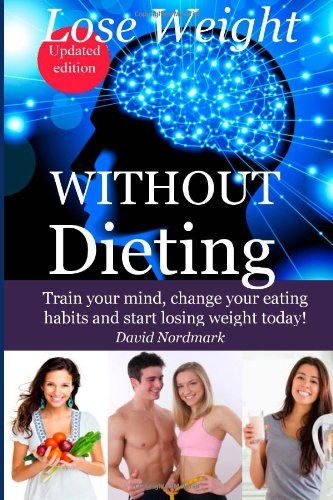 Lose Weight
Updated
edition
WITHOUT
Dieting
Train your mind, change your eating
habits and start losing weight today!
David Nordmark